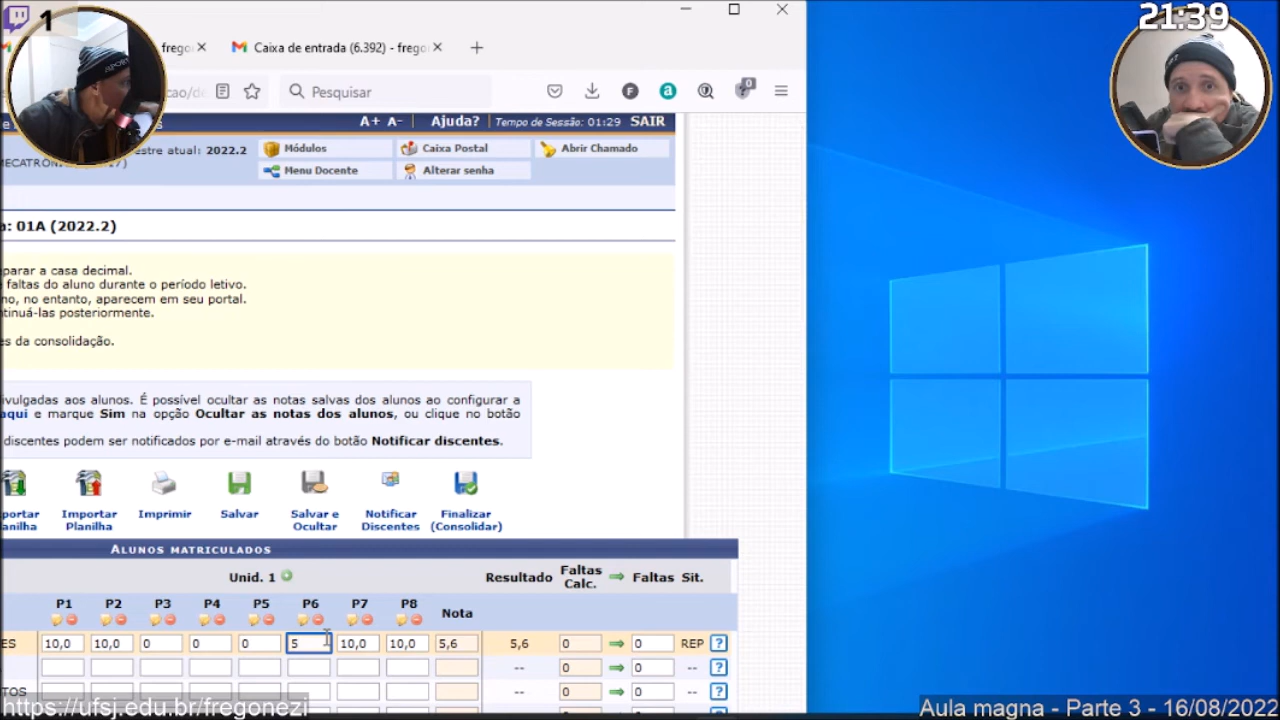 1
21:39
frego
Caixa de entrada (6.392) - frego
cao/d
Pesquisar
0
A+ A- Ajuda? Tempo de Sessão: 01:29 SAIR
estre atual: 2022.2
Módulos
Caixa Postal
Abrir Chamado
MECATRON
17)
Menu Docente
Alterar senha
a: 01A (2022.2)
parar a casa decimal.
e faltas do aluno durante o período letivo.
no, no entanto, aparecem em seu portal.
ntinuá-las posteriormente.
es da consolidação.
ivulgadas aos alunos. É possível ocultar as notas salvas dos alunos ao configurar a
aqui e marque Sim na opção Ocultar as notas dos alunos, ou clique no botão
discentes podem ser notificados por e-mail através do botão Notificar discentes.
portar
anilha
Importar
Planilha
Imprimir
Salvar
Salvar e
Ocultar
Notificar
Discentes
Finalizar
(Consolidar)
ALUNOS MATRICULADOS
Unid. 1
Resultado
Faltas
Calc.
Faltas
Sit.
P1 P2 P3 P4 P5 P6 P7 P8 Nota
ES 10,0 10,0 0 0 0 5 10,0 10,0 5,6 5,6 0 0 REP ?
-- 0 0 -- ?
TOS -- 0 0 -- ?
https://ufsj.edu.br/fregonezi
Aula magna - Parte 3 - 16/08/2022